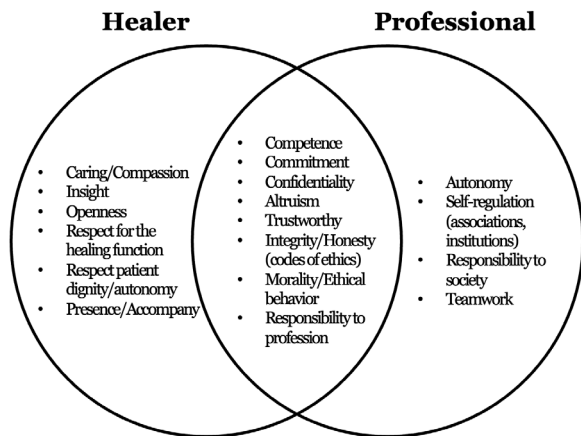 Healer
Professional
• Caring/Compassion
• Insight
• Openness
• Respect for the
healing function
• Respect patient
dignity/autonomy
• Presence/Accompany
• Competence
• Commitment
• Confidentiality
• Altruism
• Trustworthy
• Integrity/Honesty
(codes of ethics)
• Morality/Ethical
behavior
• Responsibility to
profession
• Autonomy
• Self-regulation
(associations,
institutions)
• Responsibility to
society
• Teamwork